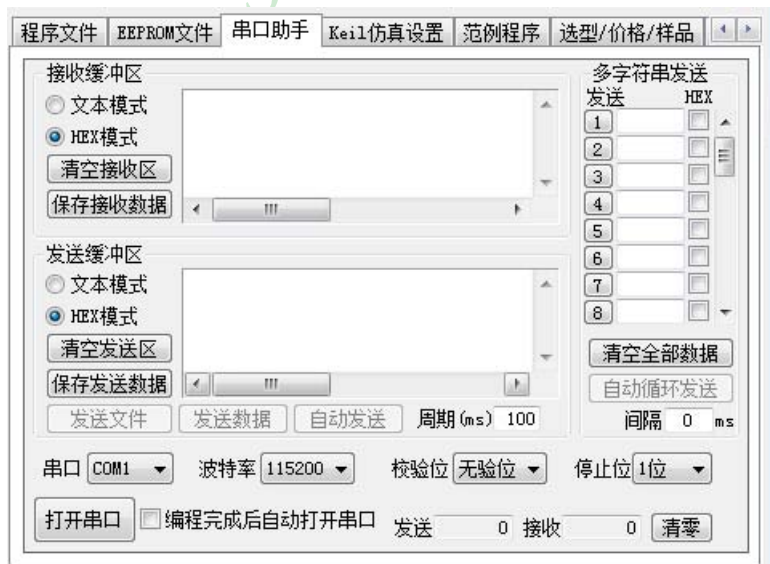 程序文件 EEPROM文件 串口助手 Keil仿真设置 范例程序 选型/价格/样品
接收缓冲区
文本模式
HEX模式
清空接收区
保存接收数据
发送缓冲区
文本模式
HEX模式
清空发送区
保存发送数据
发送文件 发送数据 自动发送 周期(ms) 100
多字符串发送
发送 HEX
1
2
3
4
5
6
7
8
清空全部数据
自动循环发送
间隔 0 ms
串口 COM1 波特率 115200 校验位 无验位 停止位 1位
打开串口 编程完成后自动打开串口 发送 0 接收 0 清零